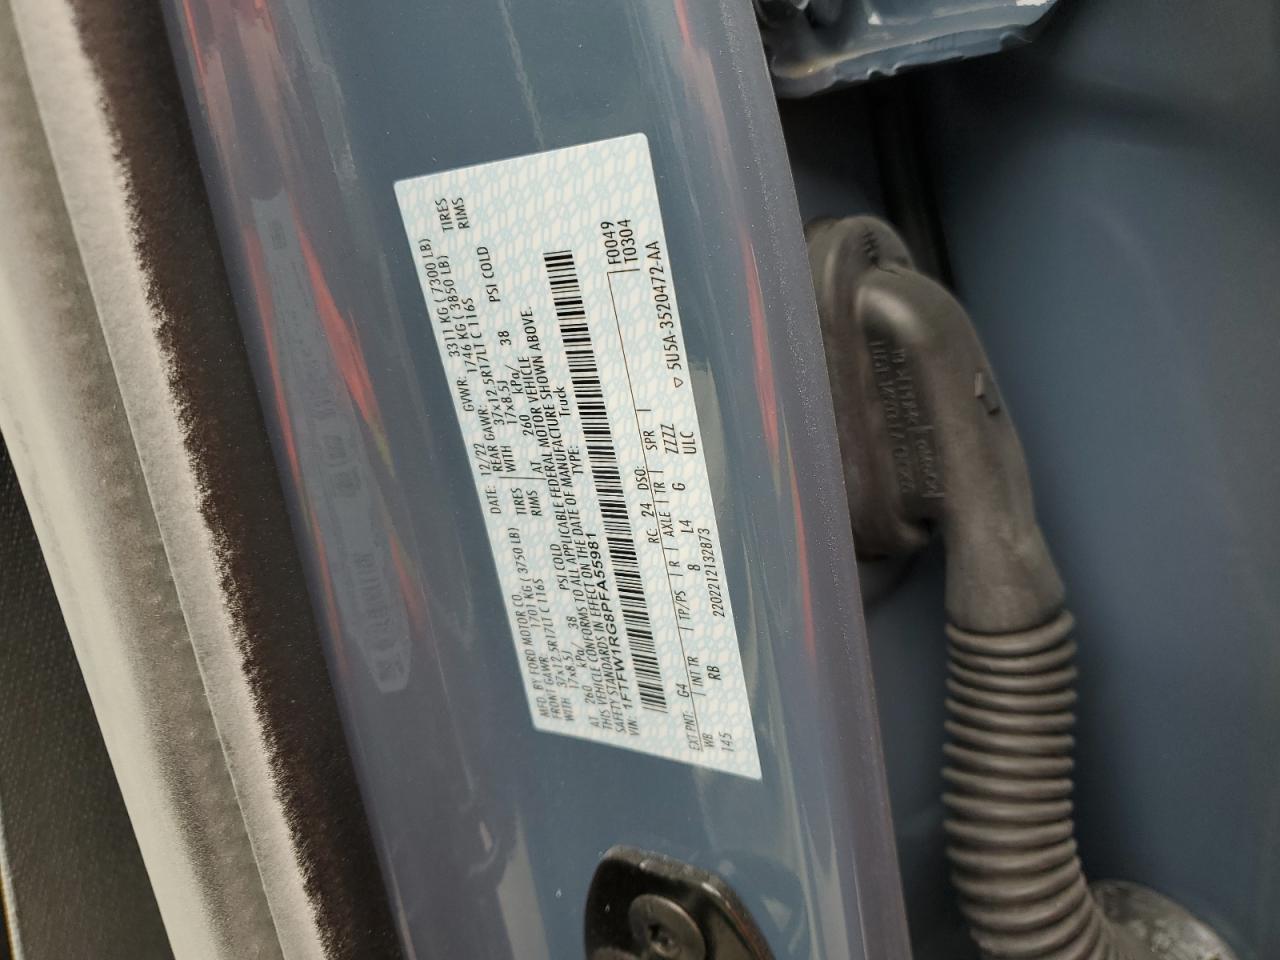 MFD. BY FORD MOTOR CO.
DATE: 12/22 GVWR: 3311 KG ( 7300 LB)
FRONT GAWR: 1701 KG ( 3750 LB) REAR GAWR: 1746 KG ( 3850 LB)
WITH 37x12.5R17LT C 116S TIRES WITH 37x12.5R17LT C 116S TIRES
17x8.5J RIMS 17x8.5J RIMS
AT 260 kPa/ 38 PSI COLD AT 260 kPa/ 38 PSI COLD
THIS VEHICLE CONFORMS TO ALL APPLICABLE FEDERAL MOTOR VEHICLE
SAFETY STANDARDS IN EFFECT ON THE DATE OF MANUFACTURE SHOWN ABOVE.
VIN: 1FTFW1RG8PFA55981 TYPE: Truck
F0049
T0304
EXT PNT: G4 RC: 24 DSO:
WB INT TR TP/PS R AXLE TR SPR
145 RB 8 L4 G ZZZZ
ULC
2202212132873 5U5A-3520472-AA